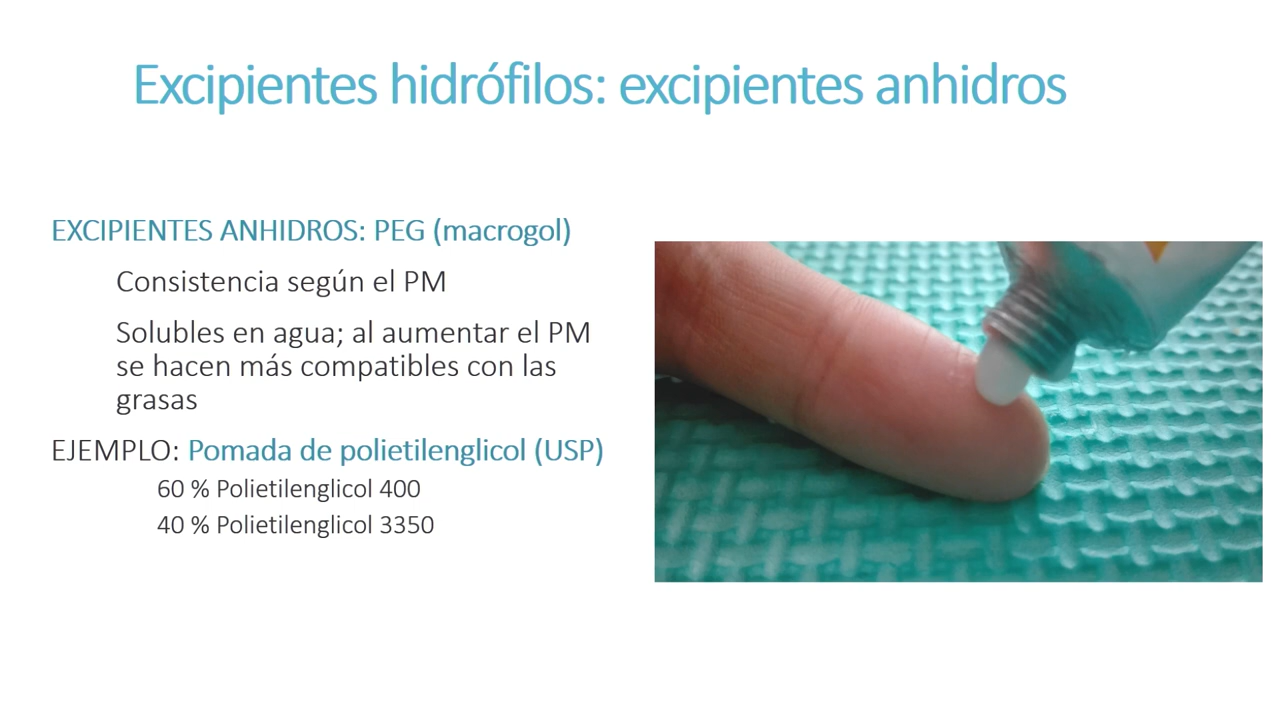 Excipientes hidrófilos: excipientes anhidros
EXCIPIENTES ANHIDROS: PEG (macrogol)
Consistencia según el PM
Solubles en agua; al aumentar el PM
se hacen más compatibles con las
grasas
EJEMPLO: Pomada de polietilenglicol (USP)
60 % Polietilenglicol 400
40 % Polietilenglicol 3350